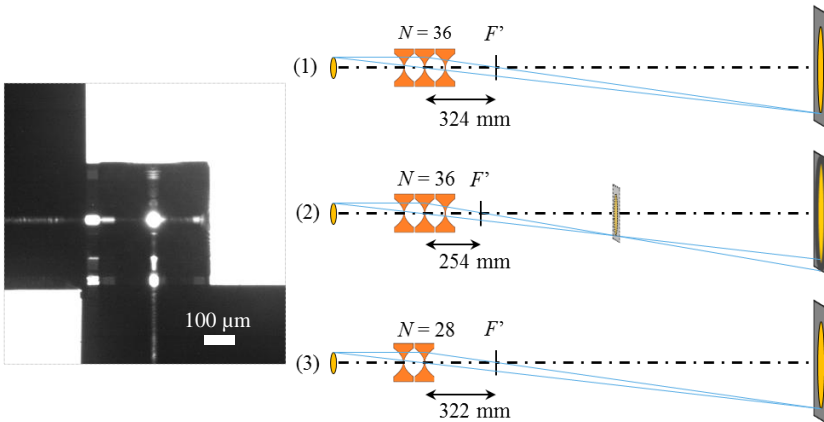 100 µm
(1)
N = 36
F’
324 mm
(2)
N = 36
F’
254 mm
(3)
N = 28
F’
322 mm